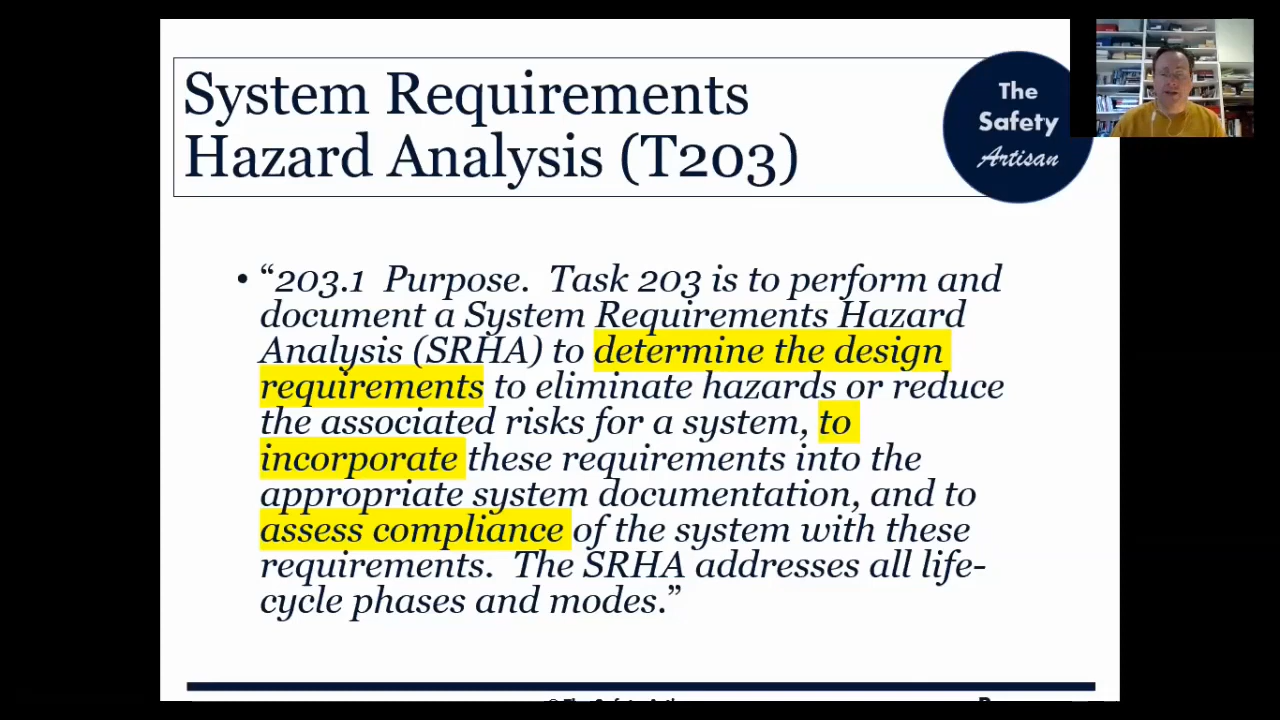 System Requirements
Hazard Analysis (T203)
The
Safety
Artisan
• “203.1 Purpose. Task 203 is to perform and
document a System Requirements Hazard
Analysis (SRHA) to determine the design
requirements to eliminate hazards or reduce
the associated risks for a system, to
incorporate these requirements into the
appropriate system documentation, and to
assess compliance of the system with these
requirements. The SRHA addresses all life-
cycle phases and modes.”